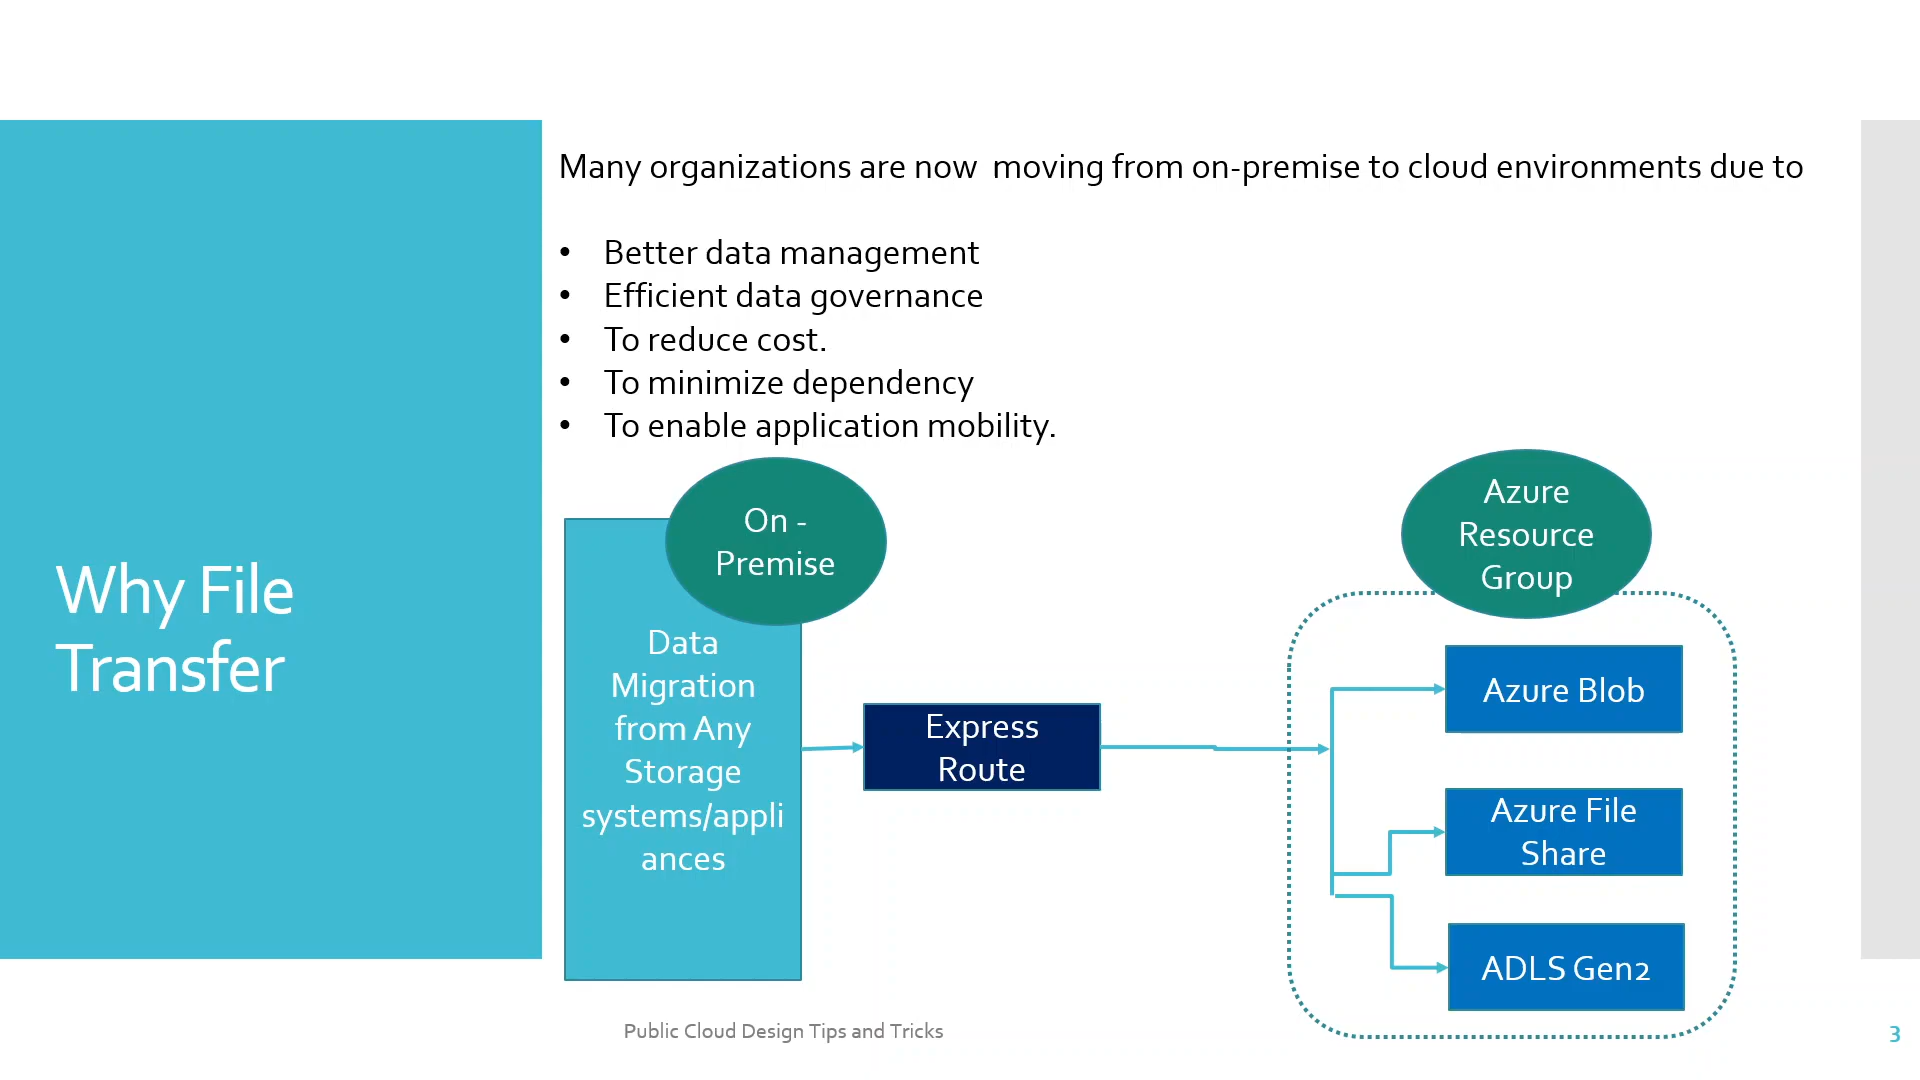 Many organizations are now  moving from on-premise to cloud environments due to
• Better data management
• Efficient data governance
• To reduce cost.
• To minimize dependency
• To enable application mobility.
Why File
Transfer
On -
Premise
Data
Migration
from Any
Storage
systems/appli
ances
Express
Route
Azure
Resource
Group
Azure Blob
Azure File
Share
ADLS Gen2
Public Cloud Design Tips and Tricks
3